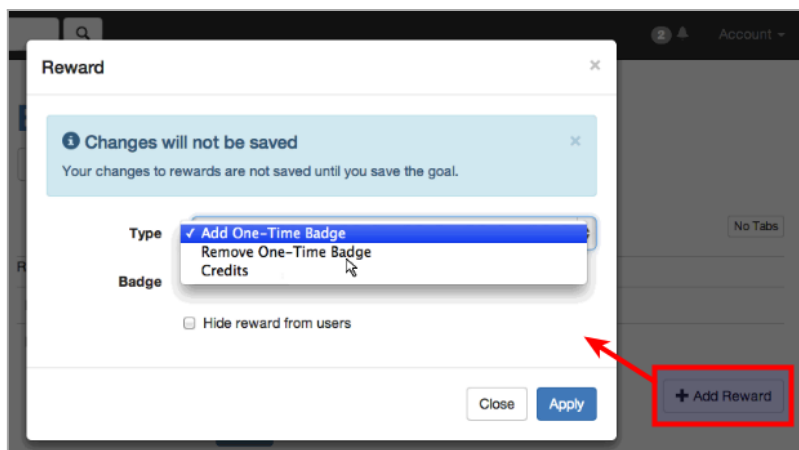 2
Account
Reward
×
Changes will not be saved
×
Your changes to rewards are not saved until you save the goal.
No Tabs
Type
✓ Add One-Time Badge
Remove One-Time Badge
Credits
Badge
Hide reward from users
+ Add Reward
Close
Apply